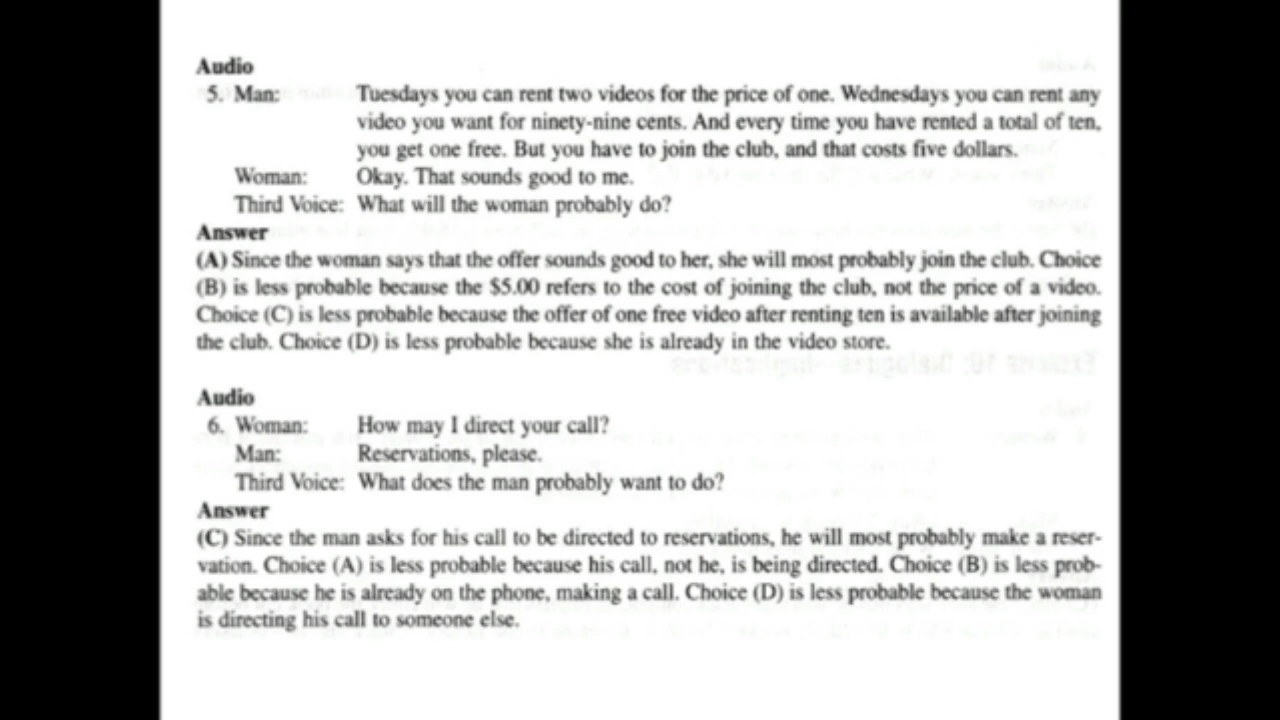 Audio
5. Man: Tuesdays you can rent two videos for the price of one. Wednesdays you can rent any
video you want for ninety-nine cents. And every time you have rented a total of ten,
you get one free. But you have to join the club, and that costs five dollars.
Woman: Okay. That sounds good to me.
Third Voice: What will the woman probably do?
Answer
(A) Since the woman says that the offer sounds good to her, she will most probably join the club. Choice
(B) is less probable because the $5.00 refers to the cost of joining the club, not the price of a video.
Choice (C) is less probable because the offer of one free video after renting ten is available after joining
the club. Choice (D) is less probable because she is already in the video store.
Audio
6. Woman: How may I direct your call?
Man: Reservations, please.
Third Voice: What does the man probably want to do?
Answer
(C) Since the man asks for his call to be directed to reservations, he will most probably make a reser-
vation. Choice (A) is less probable because his call, not he, is being directed. Choice (B) is less prob-
able because he is already on the phone, making a call. Choice (D) is less probable because the woman
is directing his call to someone else.